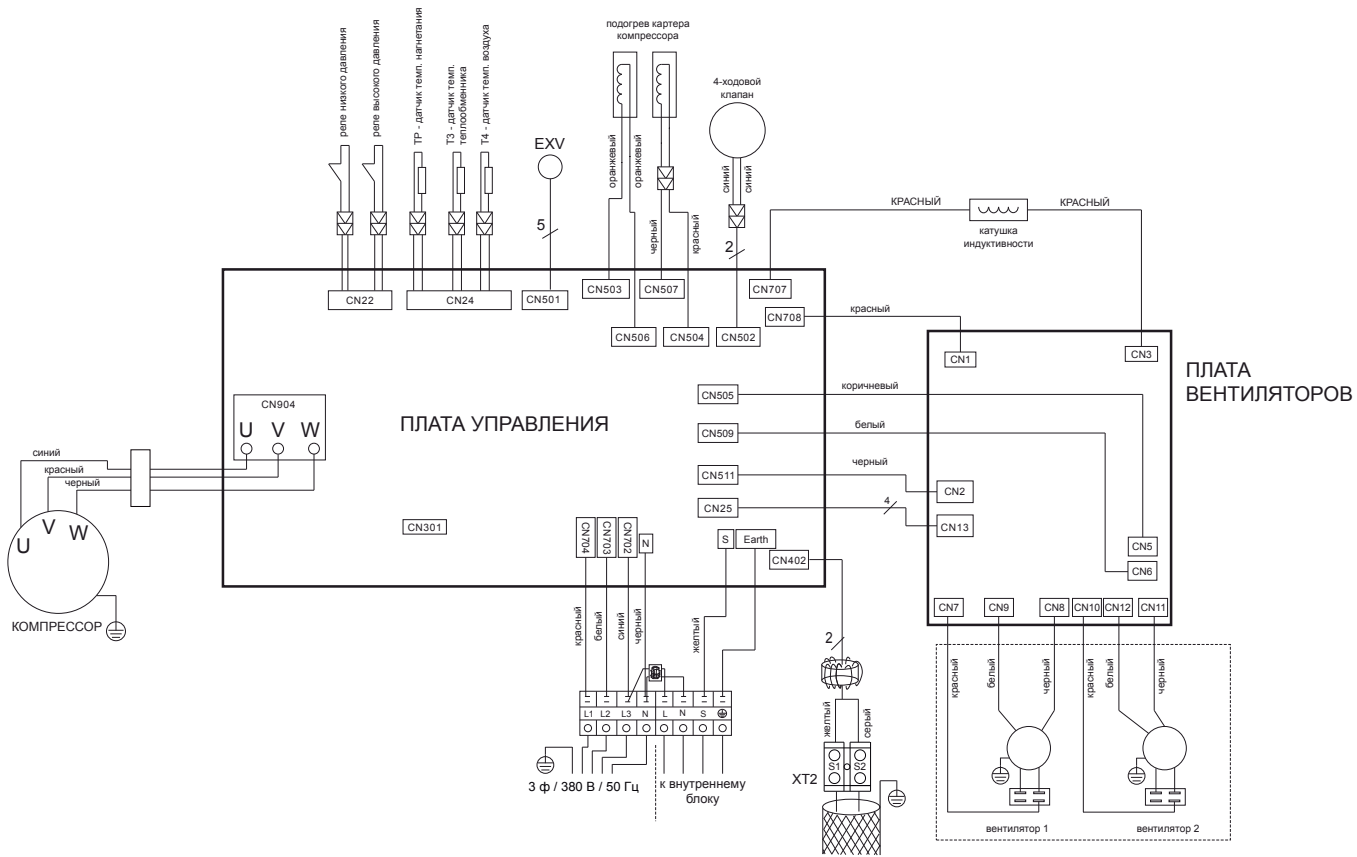 реле низкого давления
реле высокого давления
TP - датчик темп. нагнетания
T3 - датчик темп.
теплообменника
T4 - датчик темп. воздуха
EXV
5
подогрев картера
компрессора
оранжевый
оранжевый
черный
красный
4-ходовой
клапан
синий
синий
2
КРАСНЫЙ
КРАСНЫЙ
катушка
индуктивности
CN22
CN24
CN501
CN503
CN507
CN707
CN506
CN504
CN502
CN708
красный
CN1
CN3
ПЛАТА
ВЕНТИЛЯТОРОВ
CN505
коричневый
CN904
U V W
ПЛАТА УПРАВЛЕНИЯ
CN509
белый
синий
красный
черный
CN511
черный
CN2
CN25
4
CN13
U V W
КОМПРЕССОР
CN301
CN704
CN703
CN702
N
S
Earth
CN402
CN5
CN6
CN7
CN9
CN8
CN10
CN12
CN11
красный
белый
синий
черный
желтый
2
красный
белый
черный
красный
белый
черный
L1 L2 L3 N L N S
3 ф / 380 В / 50 Гц
к внутреннему
блоку
желтый
серый
XT2
S1
S2
вентилятор 1
вентилятор 2